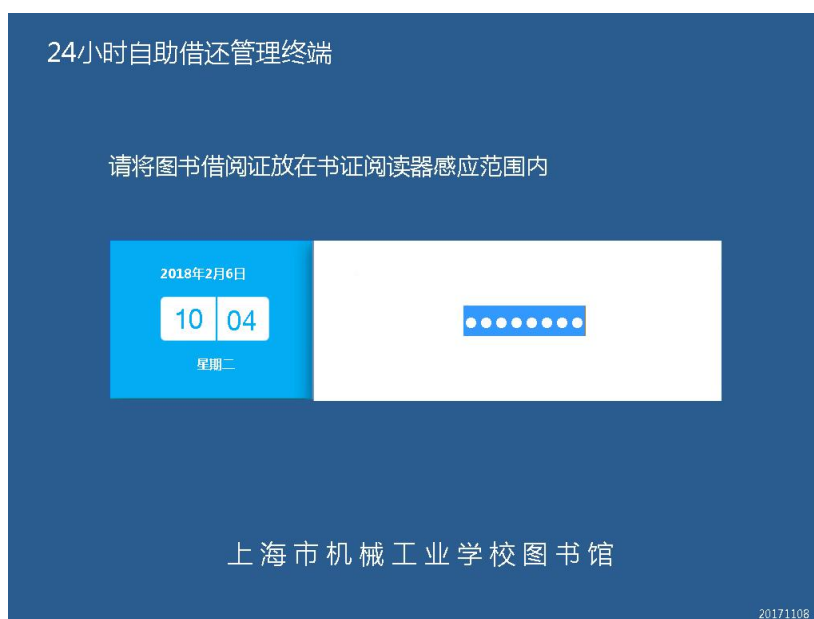 24小时自助借还管理终端
请将图书借阅证放在书证阅读器感应范围内
2018年2月6日
10 04
星期二
●●●●●●●●
上海市机械工业学校图书馆
20171108